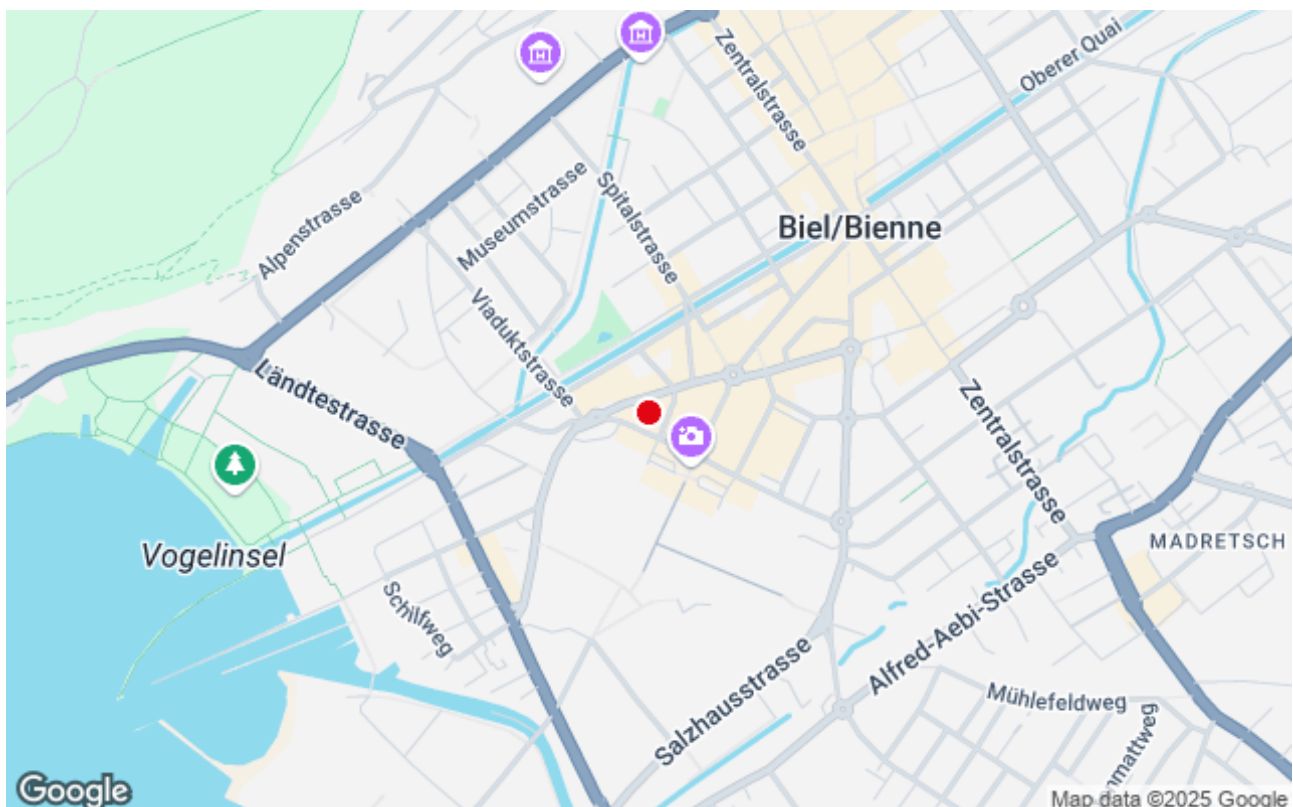 Zentralstrasse
Oberer Quai
Museumstrasse
Spitalstrasse
Alpenstrasse
Biel/Bienne
Viaduktstrasse
Ländtestrasse
Zentralstrasse
Vogelinsel
MADRETSCH
Schilfweg
Alfred-Aebi-Strasse
Salzhausstrasse
Mühlefeldweg
Google
Map data ©2025 Google